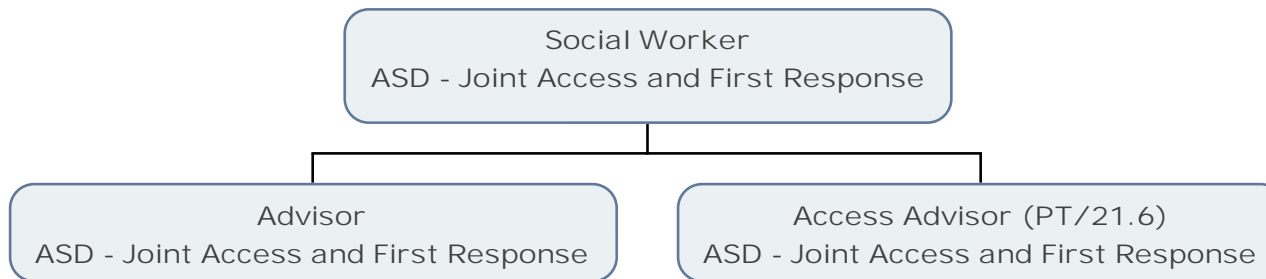 Social Worker
ASD - Joint Access and First Response
Advisor
ASD - Joint Access and First Response
Access Advisor (PT/21.6)
ASD - Joint Access and First Response